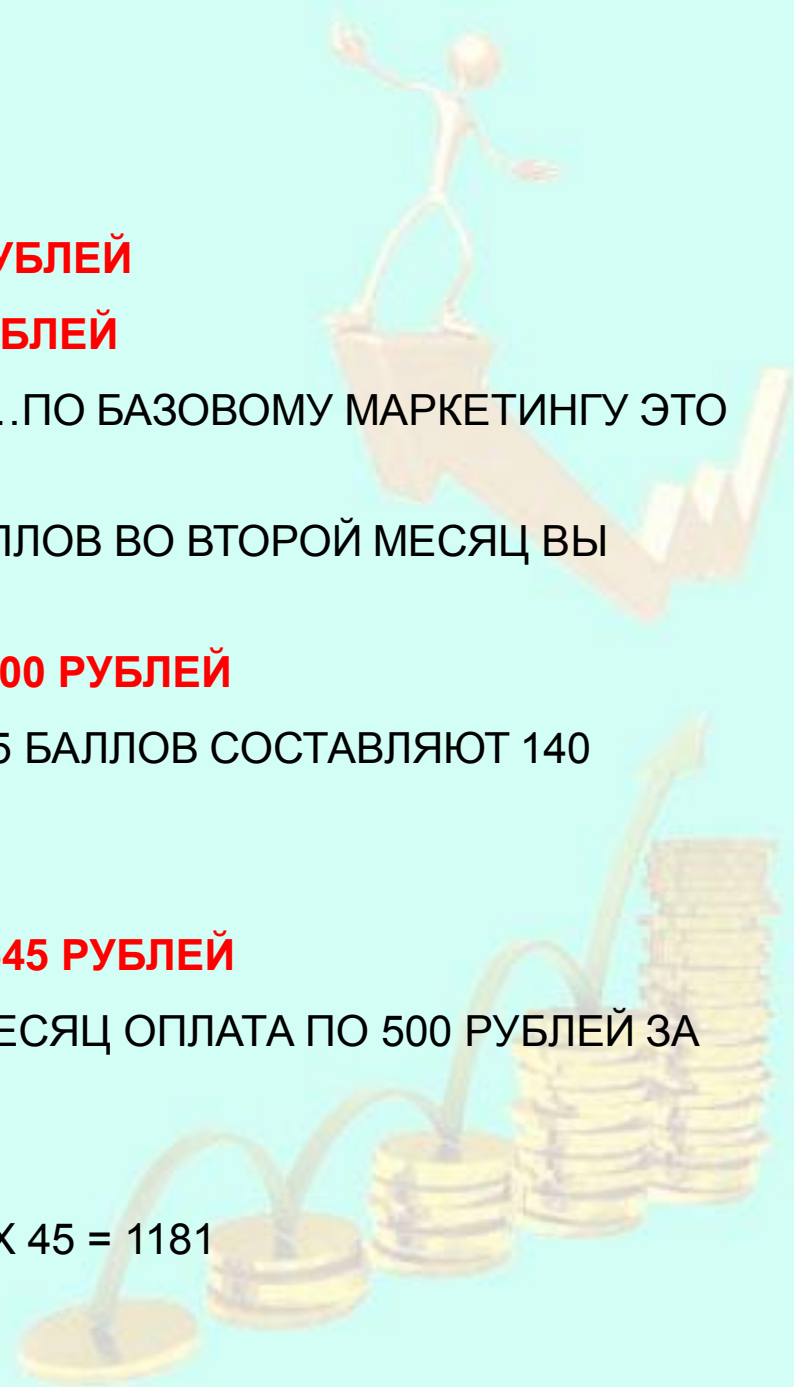 УБЛЕЙ
БЛЕЙ
..ПО БАЗОВОМУ МАРКЕТИНГУ ЭТО
ЛЛОВ ВО ВТОРОЙ МЕСЯЦ ВЫ
00 РУБЛЕЙ
5 БАЛЛОВ СОСТАВЛЯЮТ 140
45 РУБЛЕЙ
ЕСЯЦ ОПЛАТА ПО 500 РУБЛЕЙ ЗА
Х 45 = 1181